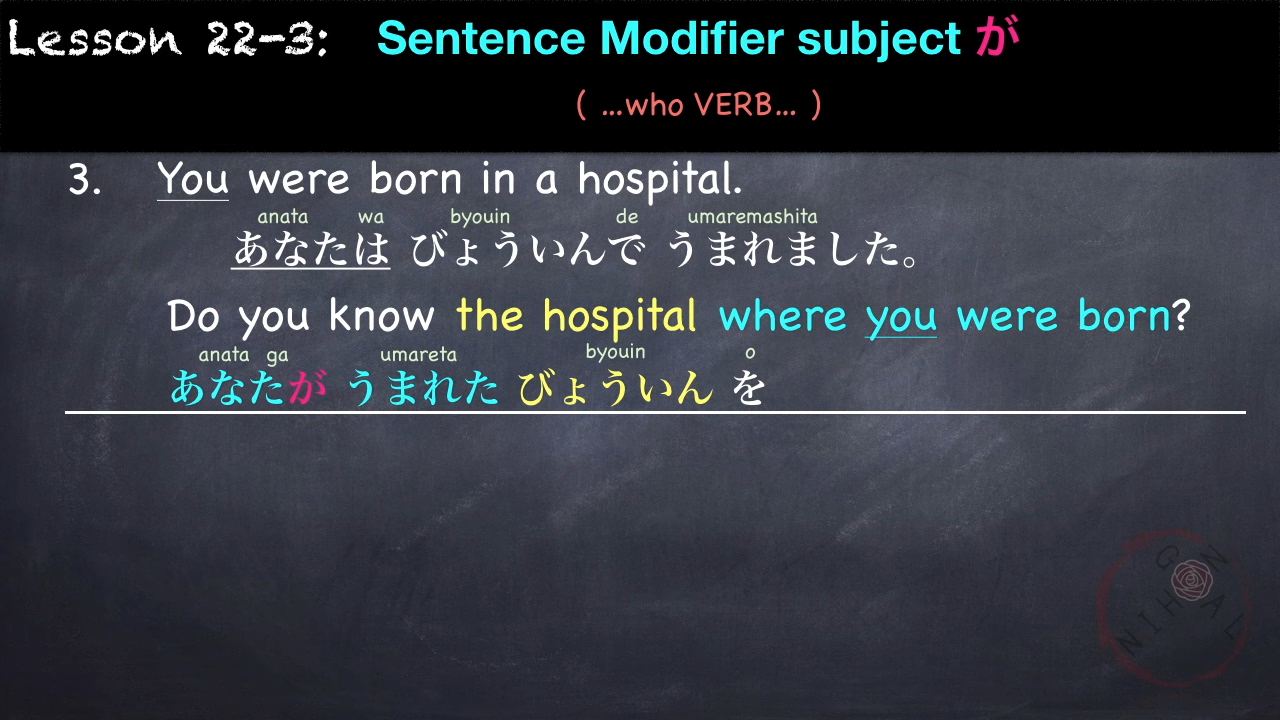 Lesson 22-3: Sentence Modifier subject が
( ...who VERB... )
3. You were born in a hospital.
anata wa byouin de umaremashita
あなたは びょういんで うまれました。
Do you know the hospital where you were born?
anata ga umareta byouin o
あなたが うまれた びょういん を
NIHONGOAL